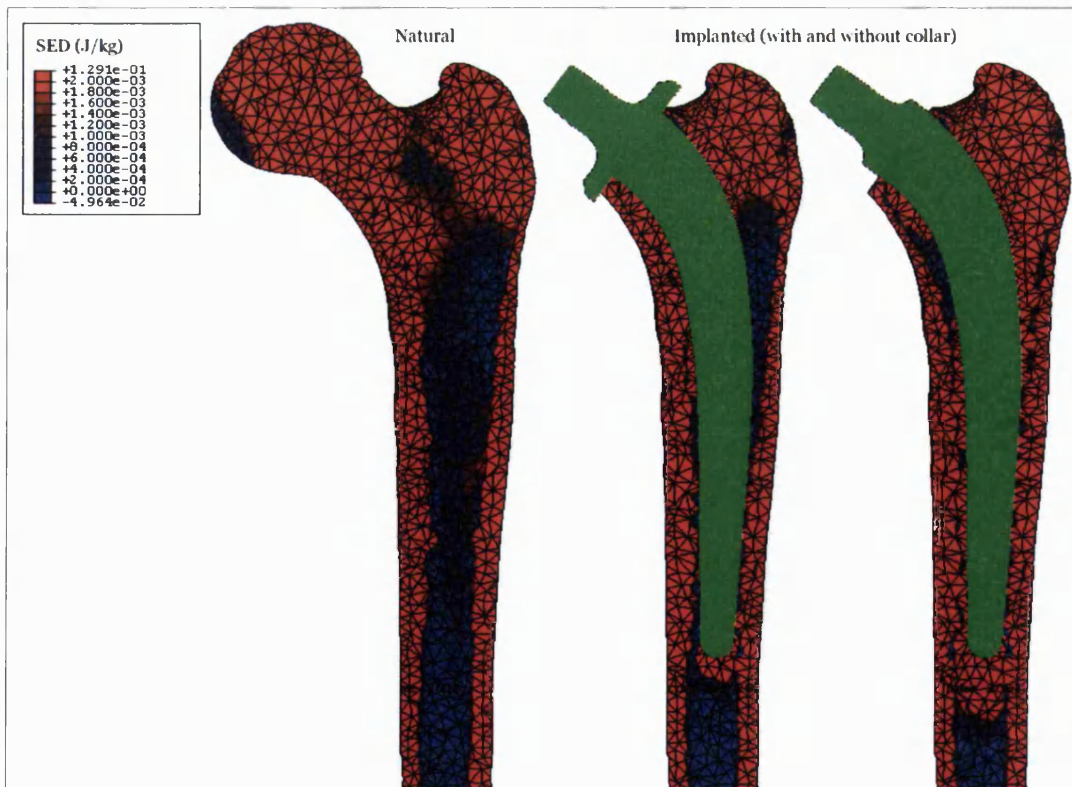 Natural
Implanted (with and without collar)
SED (J/kg)
+1.291e-01
+2.000e-03
+1.800e-03
+1.600e-03
+1.400e-03
+1.200e-03
+1.000e-03
+8.000e-04
+6.000e-04
+4.000e-04
+2.000e-04
+0.000e+00
-4.964e-02